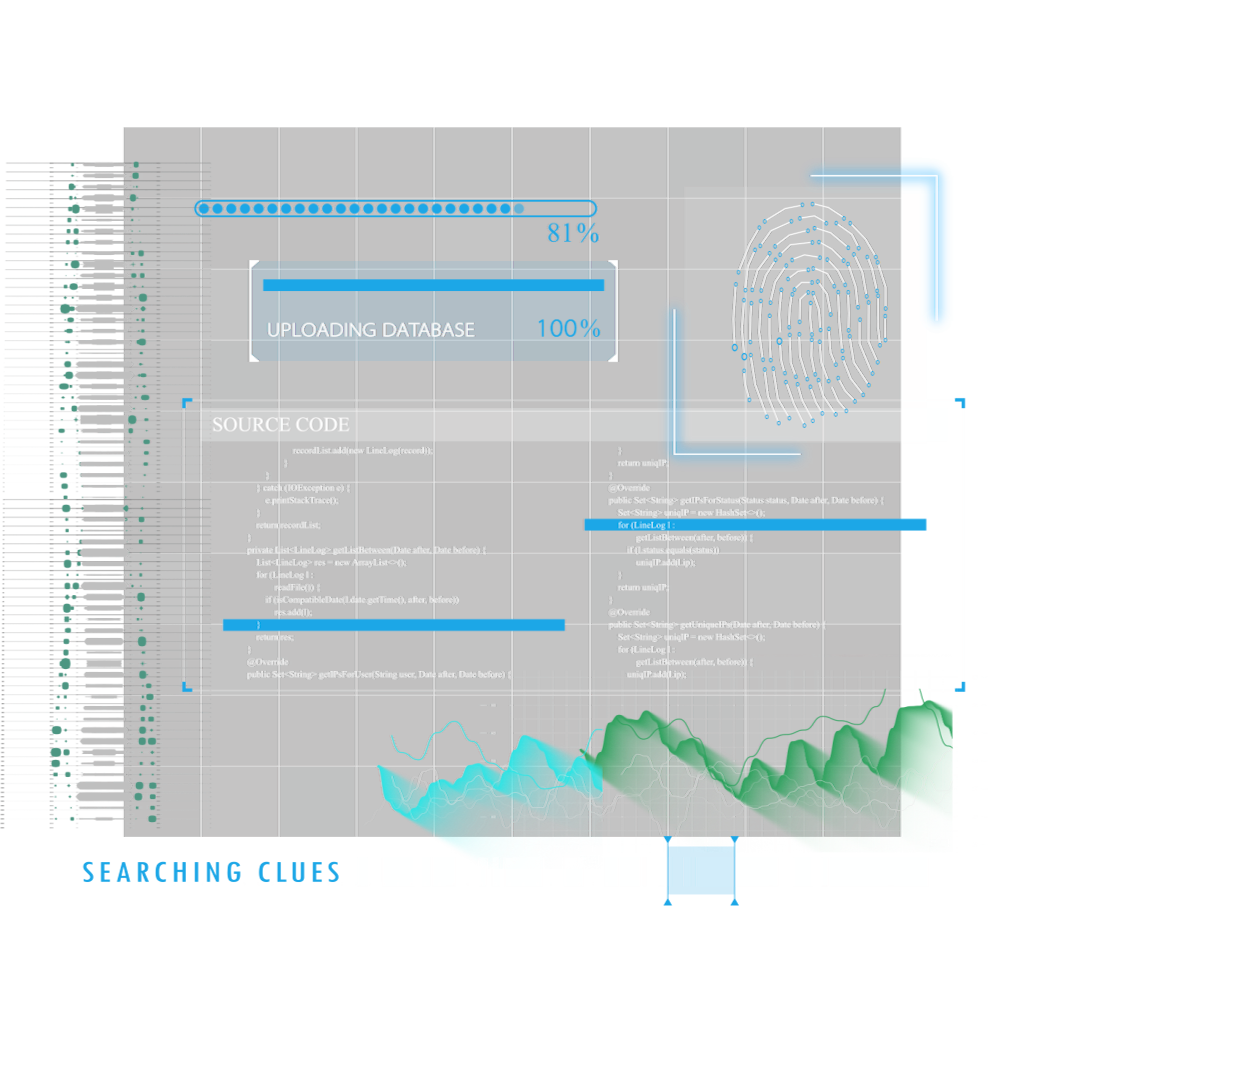 81%
UPLOADING DATABASE 100%
SOURCE CODE
recordList.add(new LineLog(record));
}
}
} catch (IOException e) {
e.printStackTrace();
}
return recordList;
}
private List<LineLog> getListBetween(Date after, Date before) {
List<LineLog> res = new ArrayList<>();
for (LineLog l :
readFile()) {
if (isCompatibleDate(l.date.getTime(), after, before))
res.add(l);
}
return res;
}
@Override
public Set<String> getIPsForUser(String user, Date after, Date before) {
}
return uniqIP;
}
@Override
public Set<String> getIPsForStatus(Status status, Date after, Date before) {
Set<String> uniqIP = new HashSet<>();
for (LineLog l :
getListBetween(after, before)) {
if (l.status.equals(status))
uniqIP.add(l.ip);
}
return uniqIP;
}
@Override
public Set<String> getUniqueIPs(Date after, Date before) {
Set<String> uniqIP = new HashSet<>();
for (LineLog l :
getListBetween(after, before)) {
uniqIP.add(l.ip);
SEARCHING CLUES